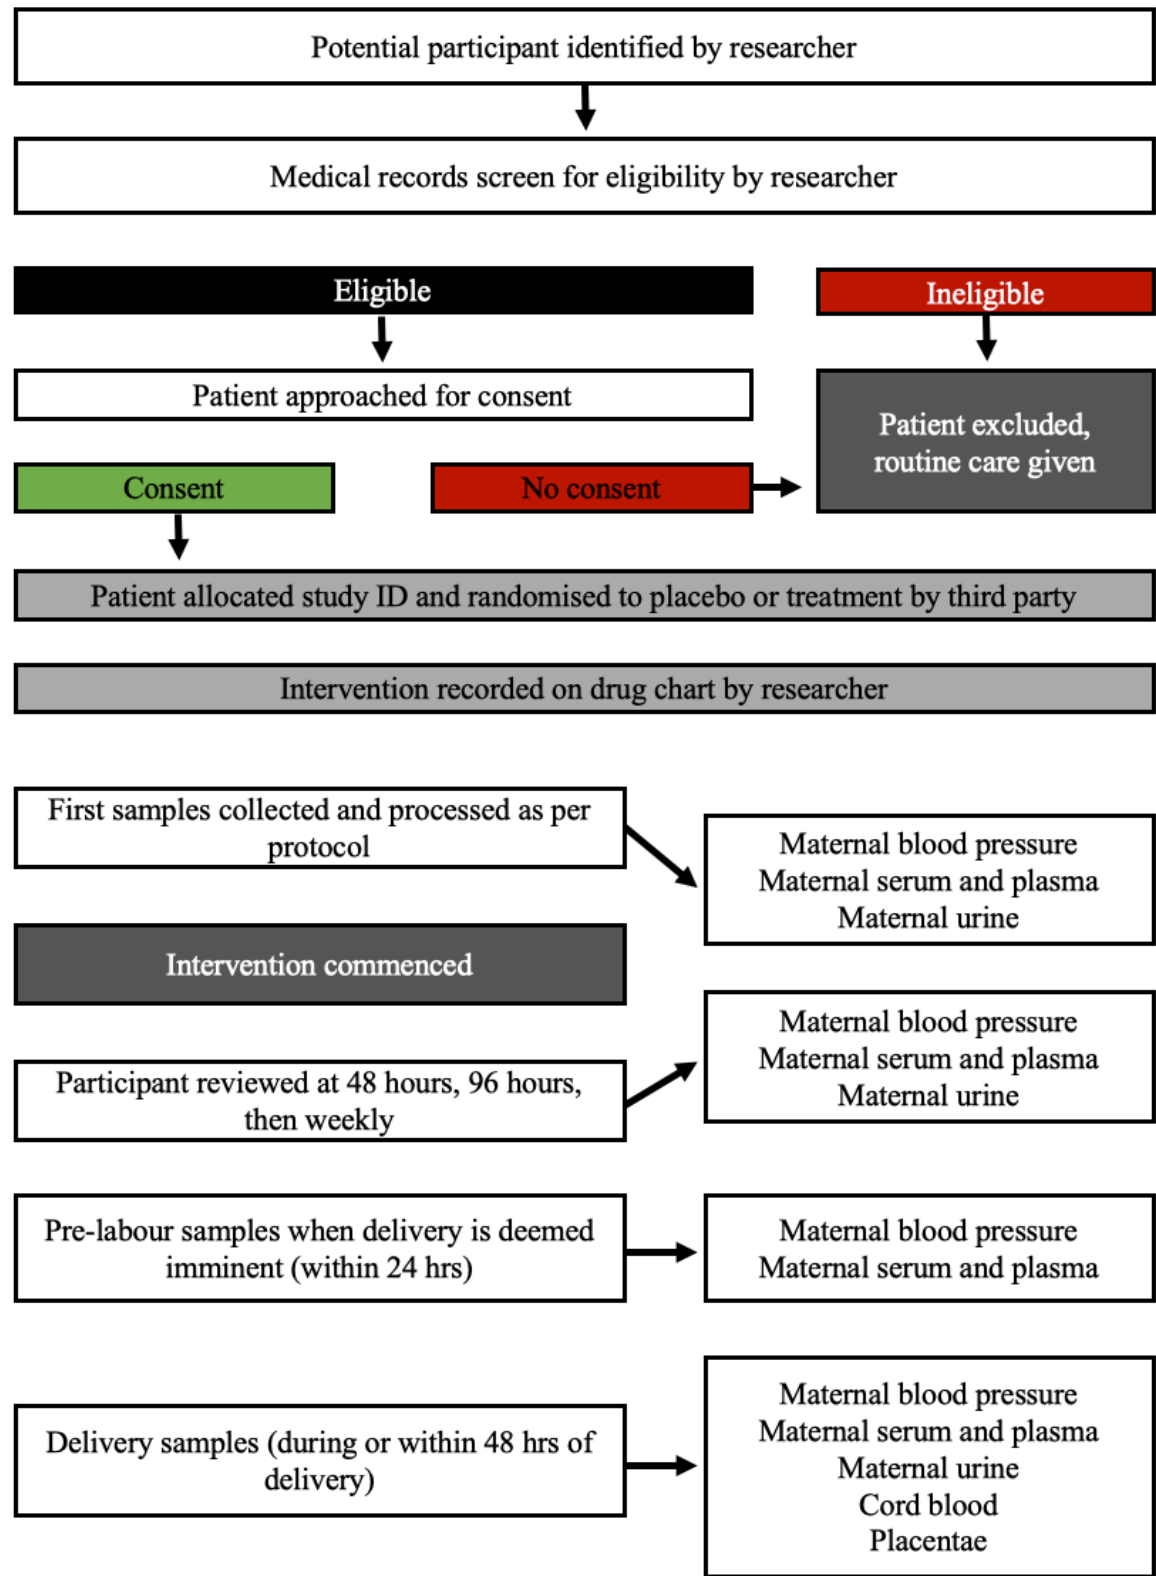 Potential participant identified by researcher
Medical records screen for eligibility by researcher
Eligible
Ineligible
Patient approached for consent
Patient excluded,
routine care given
Consent
No consent
Patient allocated study ID and randomised to placebo or treatment by third party
Intervention recorded on drug chart by researcher
First samples collected and processed as per
protocol
Maternal blood pressure
Maternal serum and plasma
Maternal urine
Intervention commenced
Participant reviewed at 48 hours, 96 hours,
then weekly
Maternal blood pressure
Maternal serum and plasma
Maternal urine
Pre-labour samples when delivery is deemed
imminent (within 24 hrs)
Maternal blood pressure
Maternal serum and plasma
Delivery samples (during or within 48 hrs of
delivery)
Maternal blood pressure
Maternal serum and plasma
Maternal urine
Cord blood
Placentae